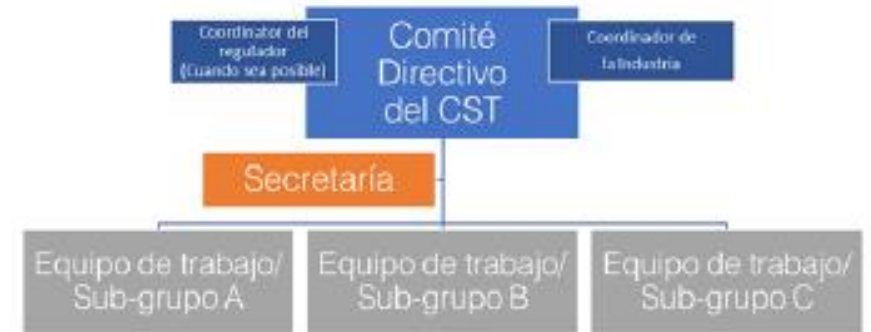 Coordinator del
regulador
(Cuando sea posible)
Comité
Directivo
del CST
Coordinador de
la Industria
Secretaría
Equipo de trabajo/
Sub-grupo A
Equipo de trabajo/
Sub-grupo B
Equipo de trabajo/
Sub-grupo C